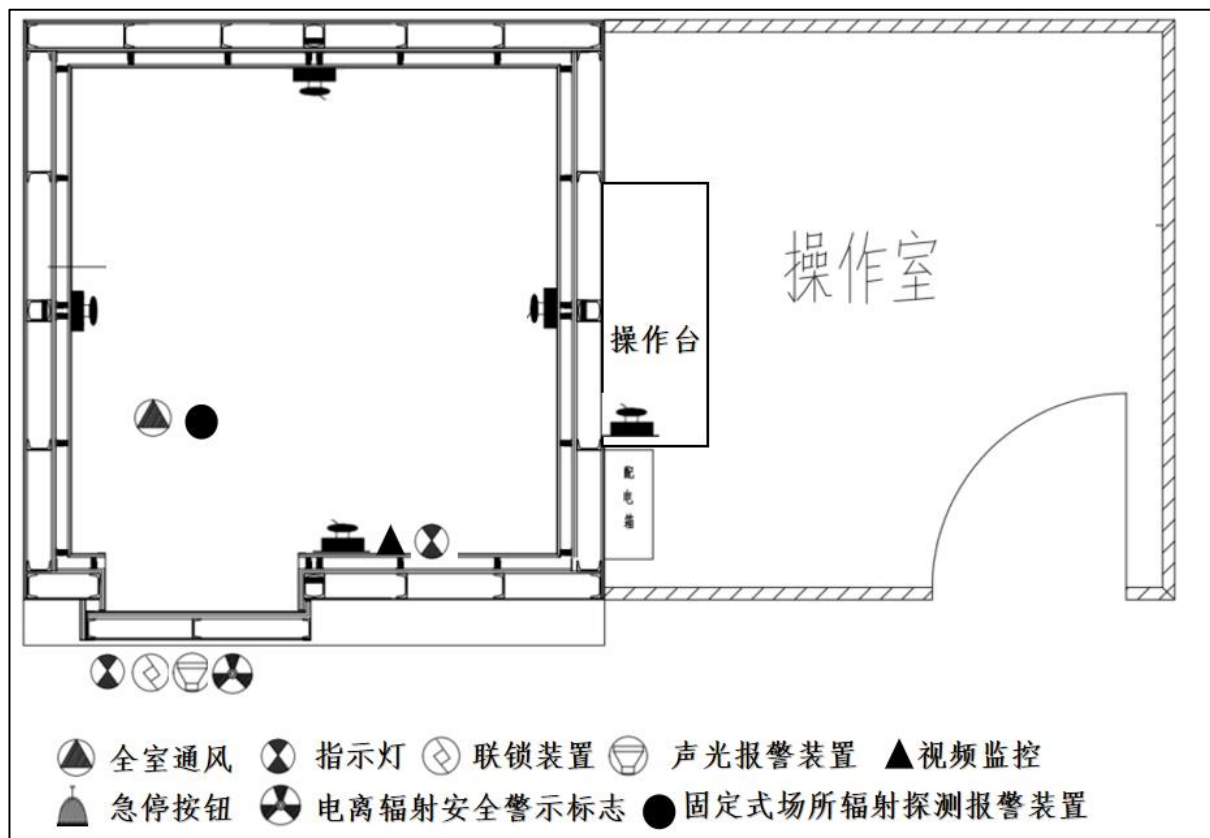 操作室
操作台
配电箱
全室通风 指示灯 联锁装置 声光报警装置 视频监控
急停按钮 电离辐射安全警示标志 固定式场所辐射探测报警装置